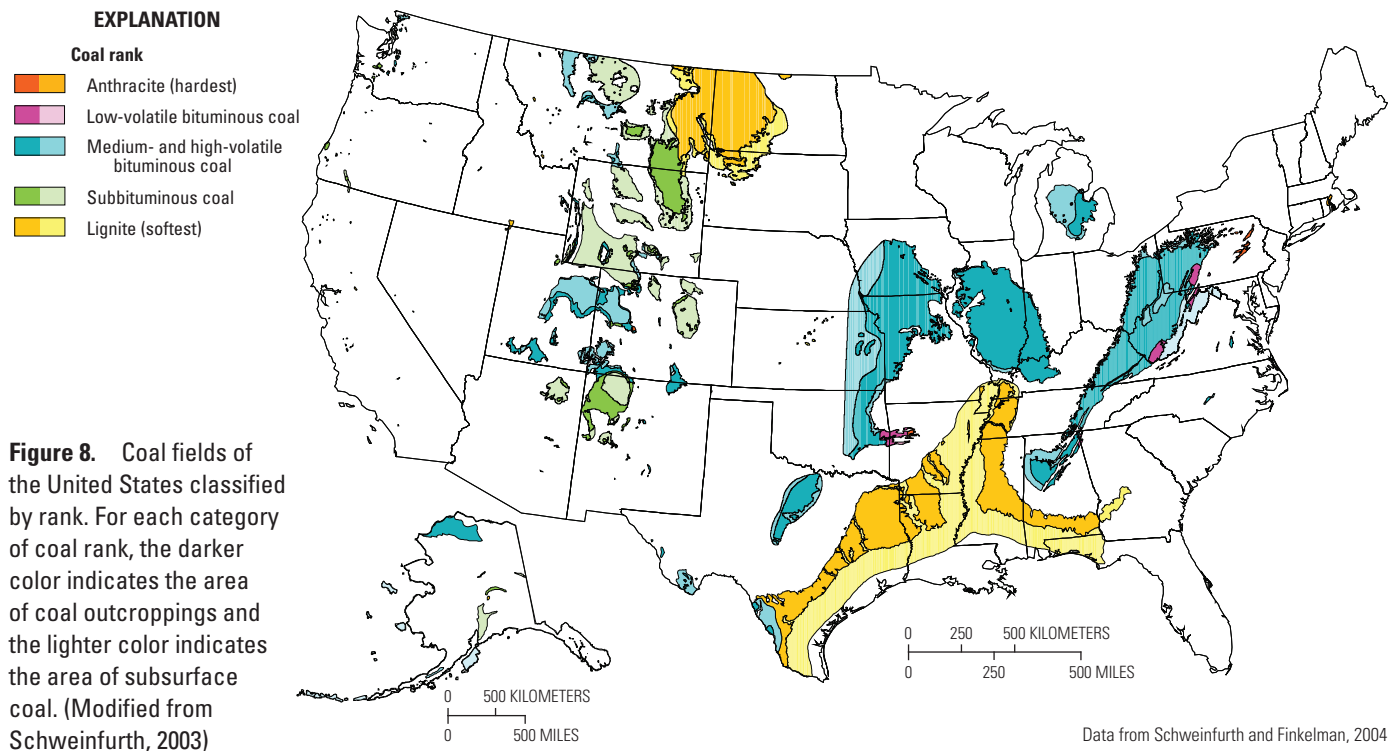 EXPLANATION
Coal rank
Anthracite (hardest)
Low-volatile bituminous coal
Medium- and high-volatile
bituminous coal
Subbituminous coal
Lignite (softest)
Figure 8. Coal fields of
the United States classified
by rank. For each category
of coal rank, the darker
color indicates the area
of coal outcroppings and
the lighter color indicates
the area of subsurface
coal. (Modified from
Schweinfurth, 2003)
0 500 KILOMETERS
0 500 MILES
0 250 500 KILOMETERS
0 250 500 MILES
Data from Schweinfurth and Finkelman, 2004